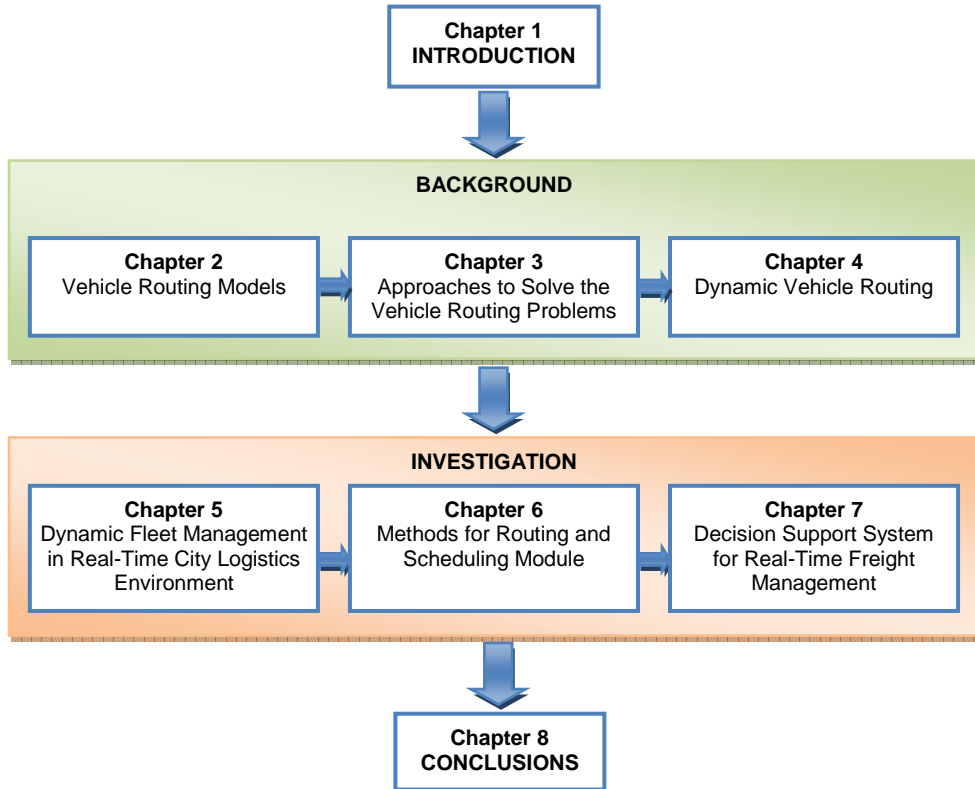 Chapter 1
INTRODUCTION
BACKGROUND
Chapter 2
Vehicle Routing Models
Chapter 3
Approaches to Solve the
Vehicle Routing Problems
Chapter 4
Dynamic Vehicle Routing
INVESTIGATION
Chapter 5
Dynamic Fleet Management
in Real-Time City Logistics
Environment
Chapter 6
Methods for Routing and
Scheduling Module
Chapter 7
Decision Support System
for Real-Time Freight
Management
Chapter 8
CONCLUSIONS